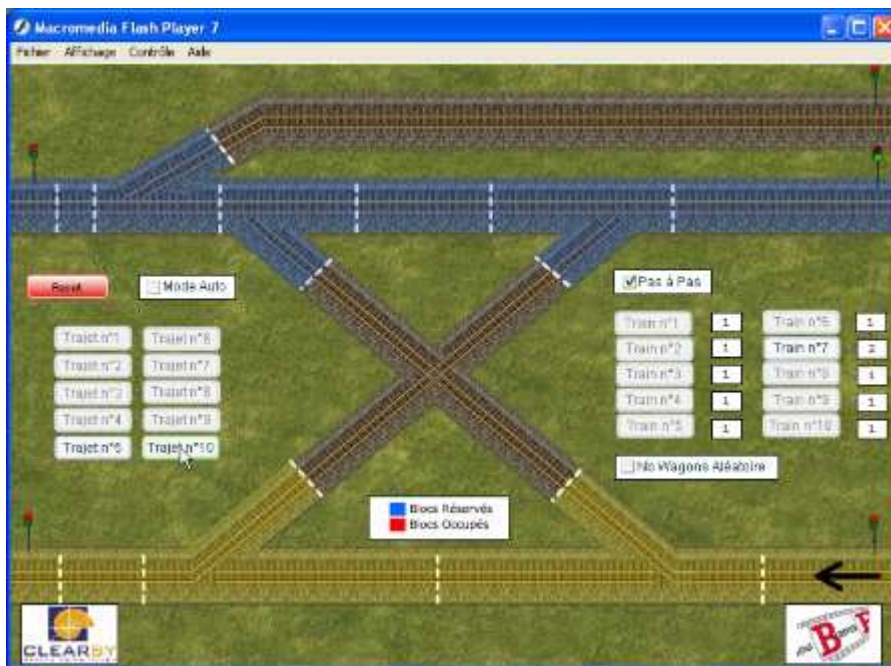 Macromedia Flash Player 7
Fichier Affichage Contrôle Aide
Reset
Mode Auto
Pas à Pas
Trajet n°1 Trajet n°6
Trajet n°2 Trajet n°7
Trajet n°3 Trajet n°8
Trajet n°4 Trajet n°9
Trajet n°5 Trajet n°10
Train n°1 1 Train n°6 1
Train n°2 1 Train n°7
Train n°3 1 Train n°8 1
Train n°4 1 Train n°9 1
Train n°5 1 Train n°10 1
No Wagons Aléatoire
Blocs Réservés
Blocs Occupés
CLEARSY